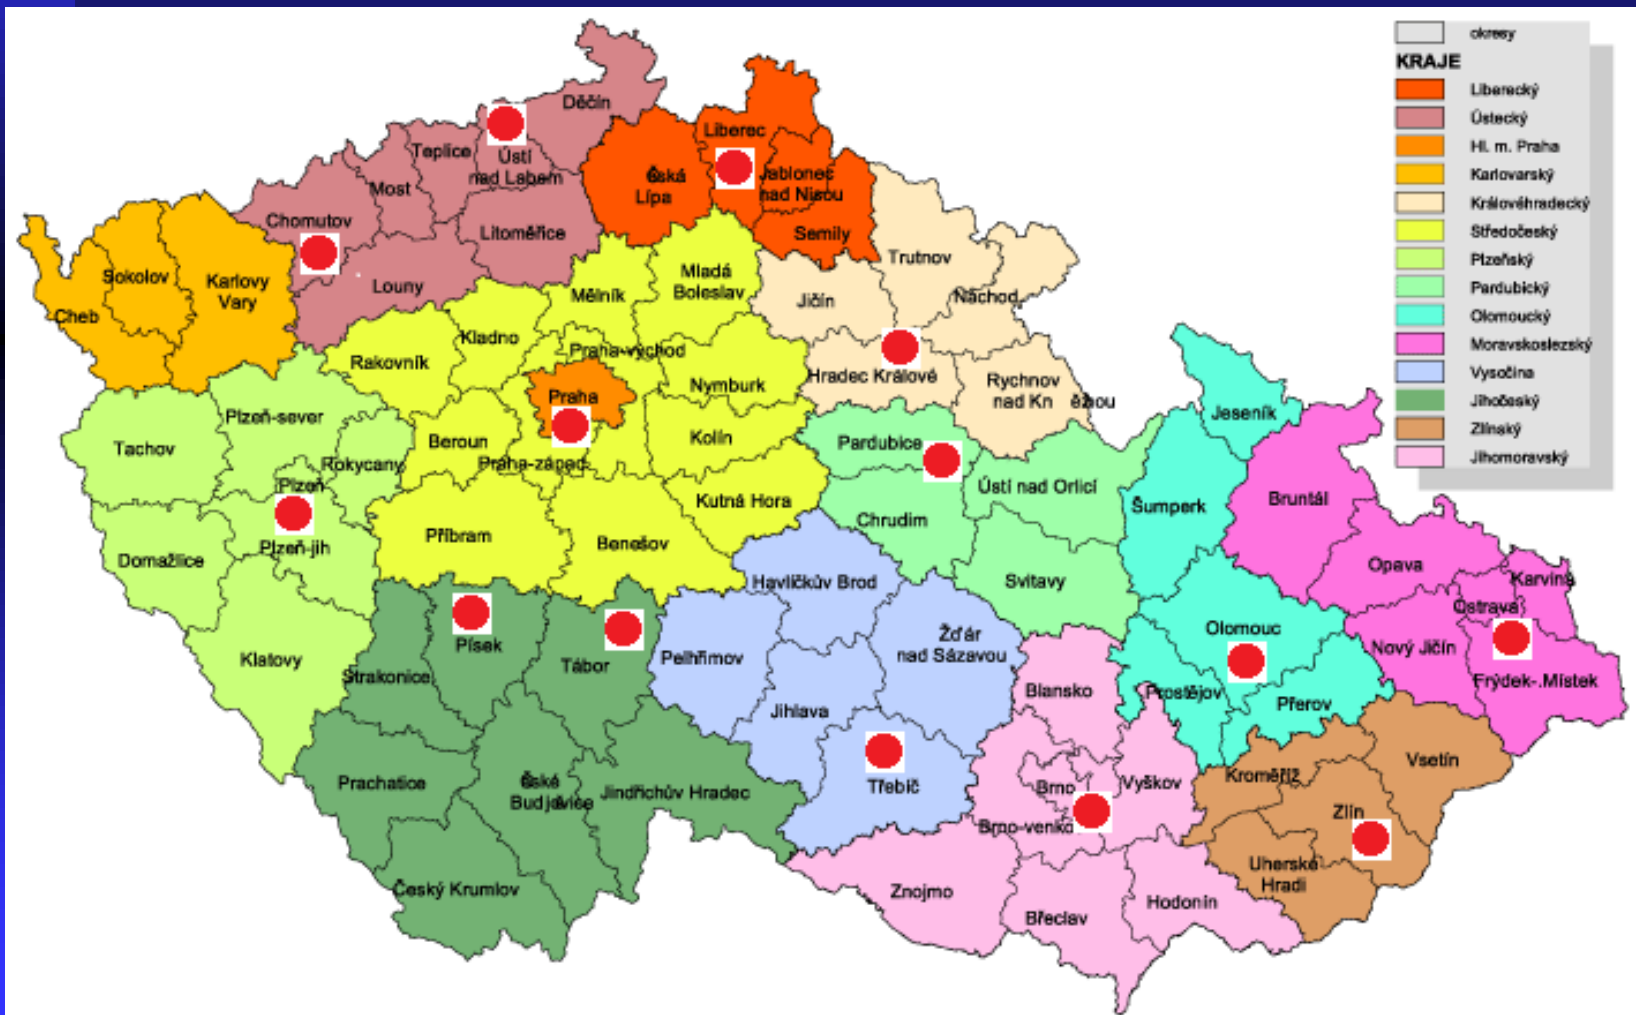 okresy
KRAJE
Liberecký
Ústecký
Hl. m. Praha
Karlovarský
Královéhradecký
Středočeský
Plzeňský
Pardubický
Olomoucký
Moravskoslezský
Vysočina
Jihočeský
Zlínský
Jihomoravský
Děčín
Liberec
Teplice
Ústí
nad Labem
Most
Jablonec
nad Nisou
Lípa
Chomutov
Litoměřice
Semily
Trutnov
Sokolov
Karlovy
Vary
Louny
Mladá
Boleslav
Mělník
Jičín
Náchod
Cheb
Kladno
Praha-východ
Rakovník
Hradec Králové
Nymburk
Rychnov
nad Kn
Praha
Jeseník
Plzeň-sever
Beroun
Kolín
Pardubice
Tachov
Rokycany
Praha-západ
Plzeň
Ústí nad Orlicí
Kutná Hora
Bruntál
Šumperk
Chrudim
Příbram
Benešov
Plzeň-jih
Domažlice
Opava
Havlíčkův Brod
Svitavy
Karviná
Ostrava
Olomouc
Žďár
nad Sázavou
Písek
Nový Jičín
Klatovy
Tábor
Pelhřimov
Strakonice
Frýdek-.Místek
Blansko
Prostějov
Přerov
Jihlava
Vsetín
Kroměříž
Prachatice
Vyškov
Třebíč
Brno
Jindřichův Hradec
Zlín
Brno-venko
Uherské
Hradi
Český Krumlov
Znojmo
Hodonín
Břeclav